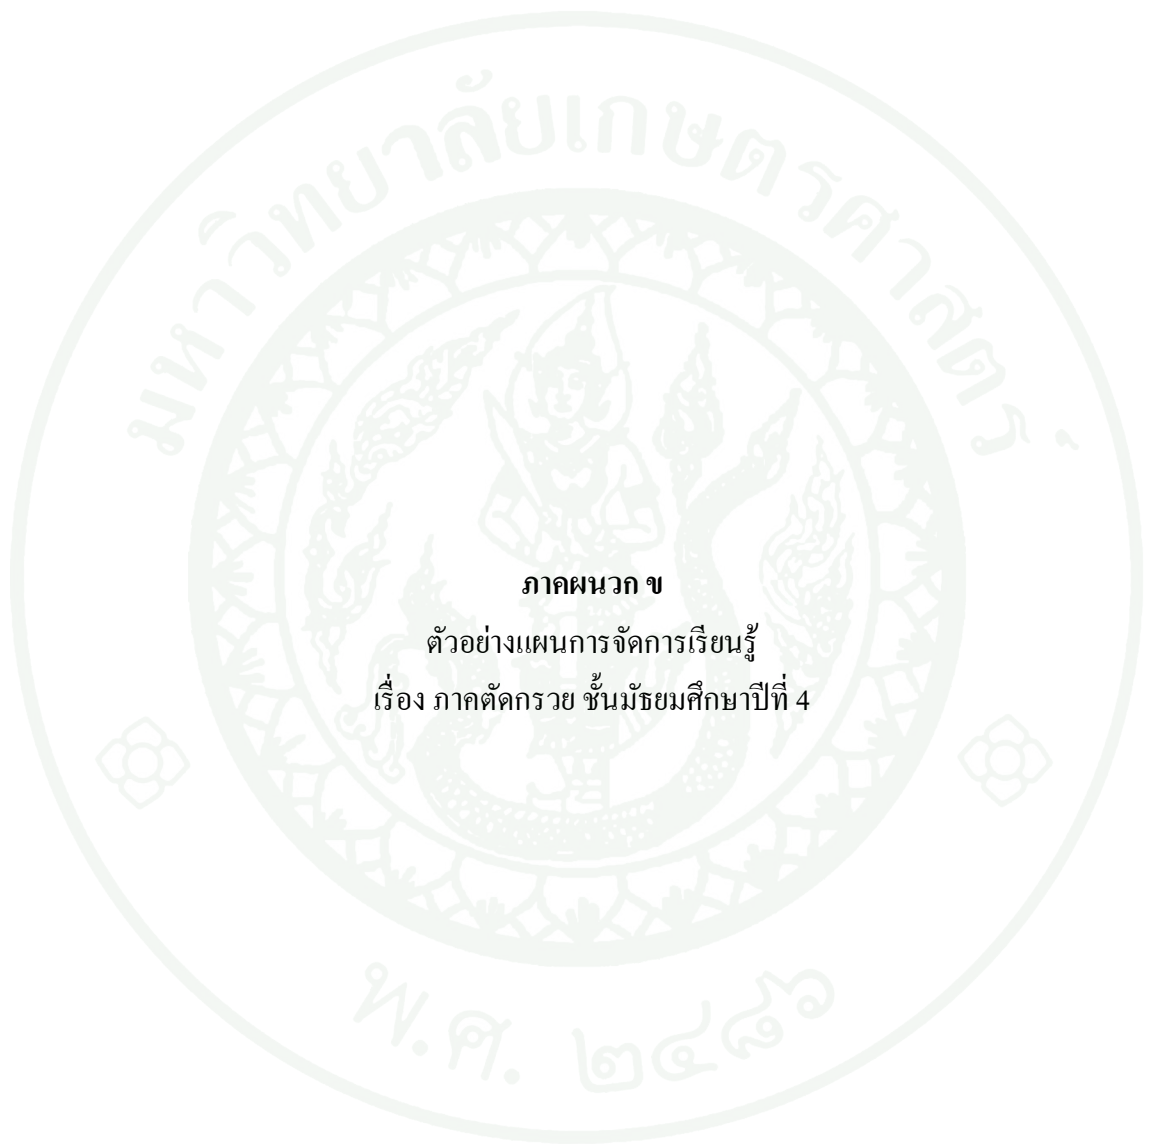 มหาวิทยาลัยเกษตรศาสตร์
ภาคผนวก ข
ตัวอย่างแผนการจัดการเรียนรู้
เรื่อง ภาคตัดกรวย ชั้นมัธยมศึกษาปีที่ 4
พ.ศ. ๒๔๘๖